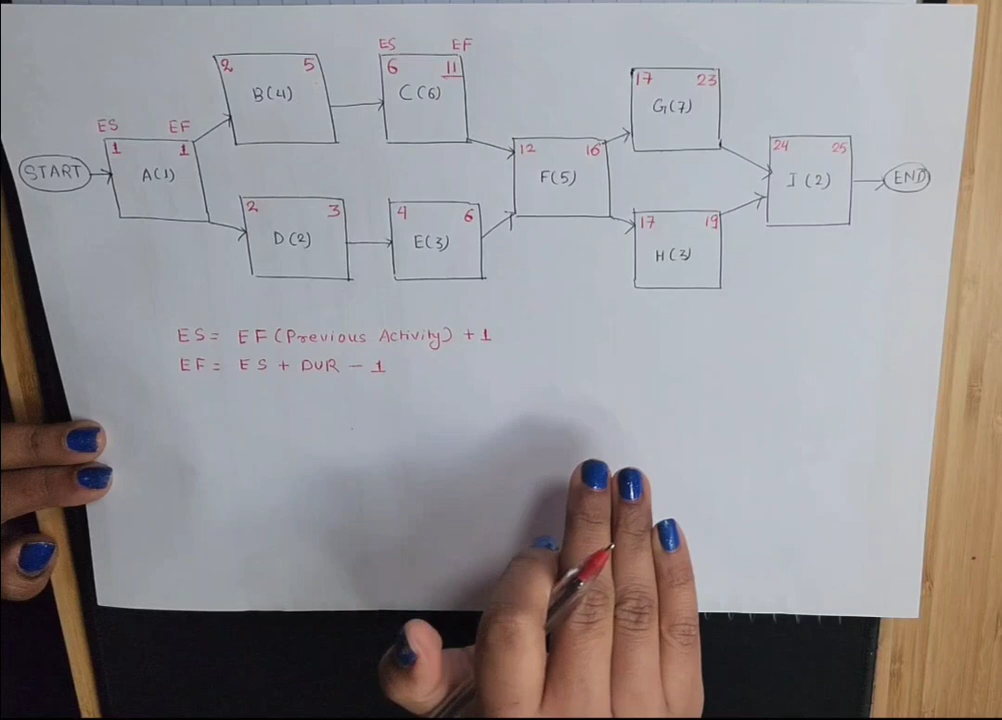 ES EF
2 5
B(4)
6 11
C(6)
17 23
G(7)
ES EF
1 1
A(1)
START
12 16
F(5)
24 25
I(2)
END
2 3
D(2)
4 6
E(3)
17 19
H(3)
ES= EF(Previous Activity) +1
EF= ES + DUR - 1